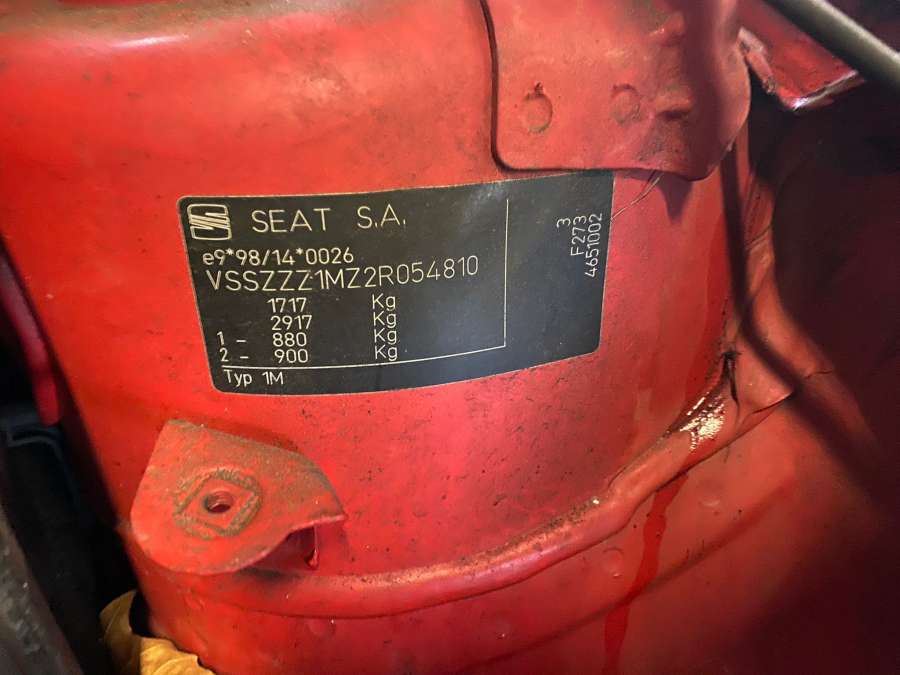 SEAT S.A.
e9*98/14*0026
VSSZZZ1MZ2R054810
1717 Kg
2917 Kg
1 - 880 Kg
2 - 900 Kg
Typ 1M
3
F273
4651002